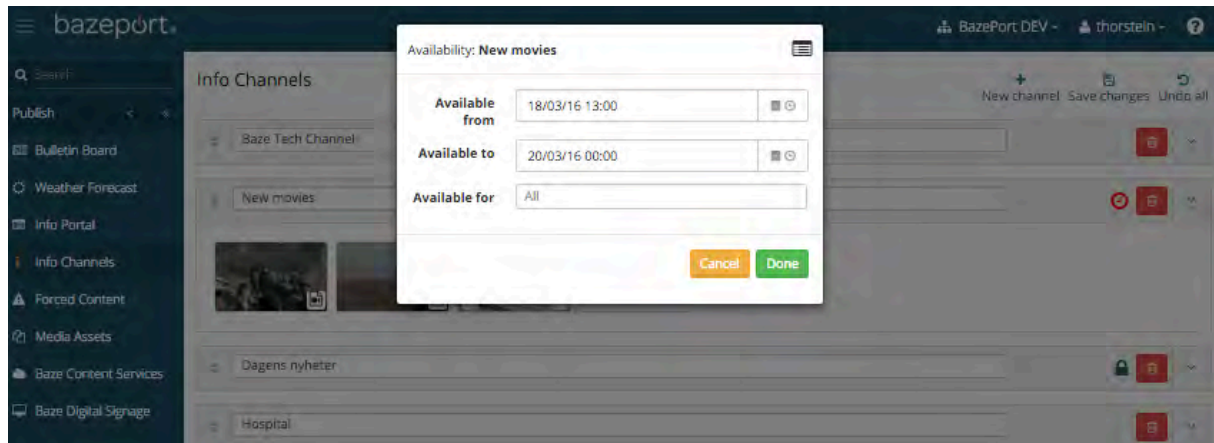 bazeport.
BazePort DEV
thorstein
Search
Publish
Bulletin Board
Weather Forecast
Info Portal
Info Channels
Forced Content
Media Assets
Baze Content Services
Baze Digital Signage
Info Channels
New channel Save changes Undo all
Baze Tech Channel
New movies
Dagens nyheter
Hospital
Availability: New movies
Available
from
18/03/16 13:00
Available to
20/03/16 00:00
Available for
All
Cancel Done